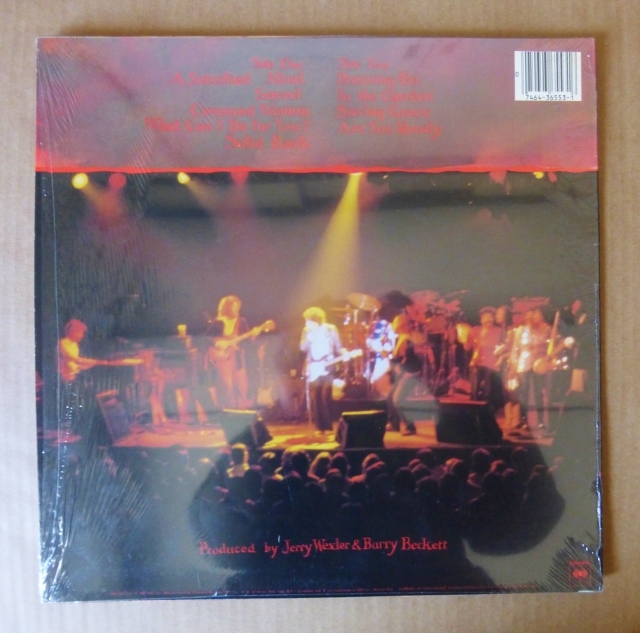 Side One
A Satisfied Mind
Saved
Covenant Woman
What Can I Do for You?
Solid Rock
Side Two
Pressing On
In the Garden
Saving Grace
Are You Ready
0
7464-36553-1
Produced by Jerry Wexler & Barry Beckett